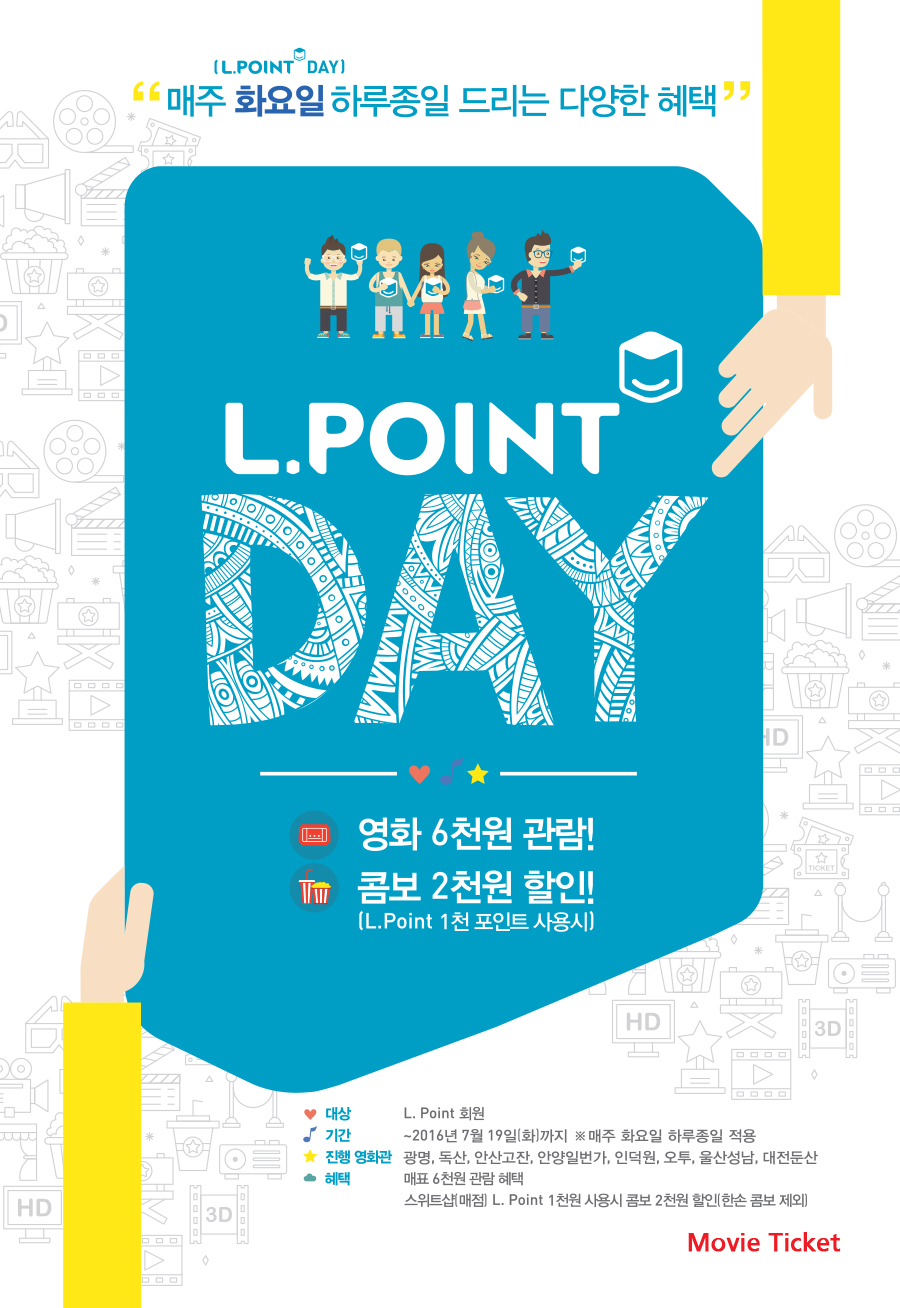 (L.POINT DAY)
“매주 화요일 하루종일 드리는 다양한 혜택”
L.POINT
DAY
영화 6천원 관람!
콤보 2천원 할인!
(L.Point 1천 포인트 사용시)
HD
HD
TICKET
HD
3D
HD
3D
대상 L. Point 회원
기간 ~2016년 7월 19일(화)까지 ※매주 화요일 하루종일 적용
진행 영화관 광명, 독산, 안산고잔, 안양일번가, 인덕원, 오투, 울산성남, 대전둔산
혜택 매표 6천원 관람 혜택
스위트샵(매점) L. Point 1천원 사용시 콤보 2천원 할인(한손 콤보 제외)
Movie Ticket